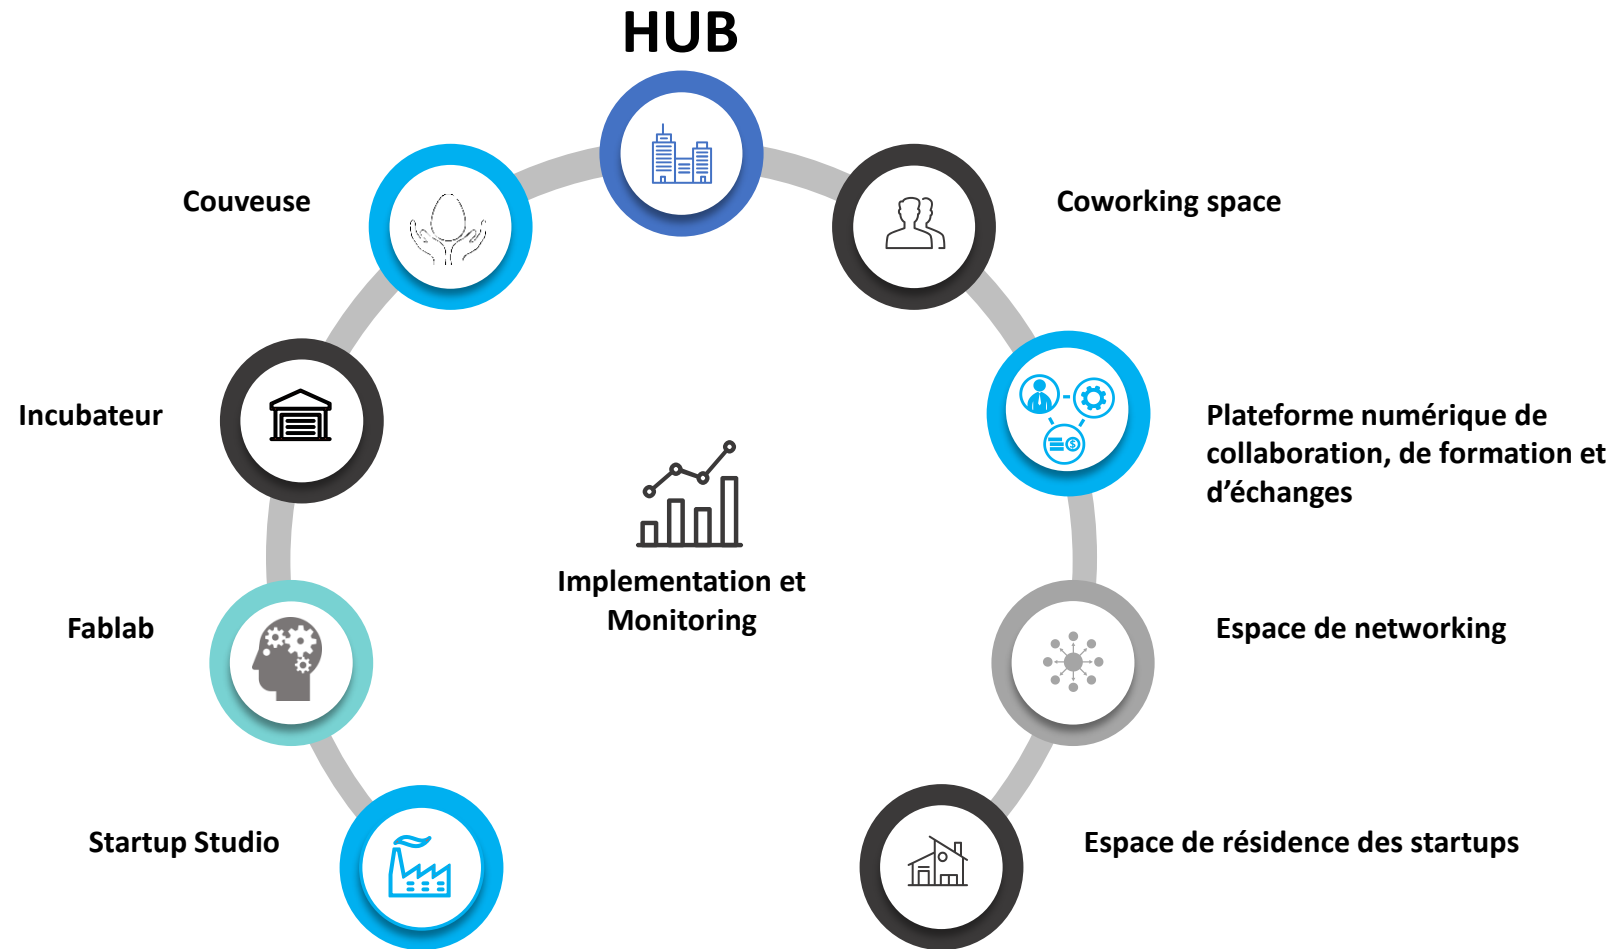 HUB
Couveuse
Coworking space
Incubateur
Plateforme numérique de
collaboration, de formation et
d’échanges
Implementation et
Monitoring
Fablab
Espace de networking
Startup Studio
Espace de résidence des startups